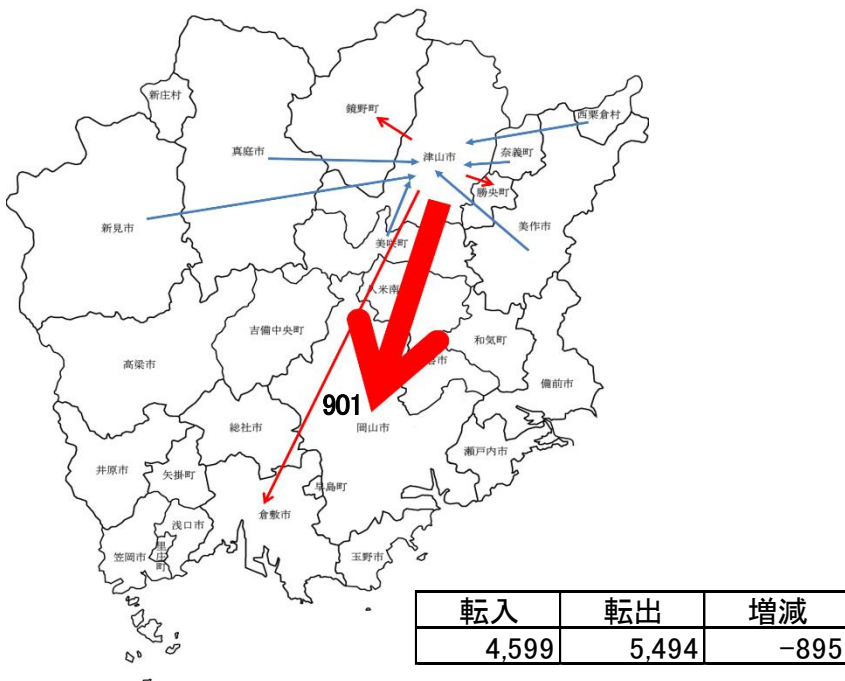 新庄村
鏡野町
西粟倉村
真庭市
津山市
奈義町
勝央町
新見市
美作市
美咲町
久米南
吉備中央町
和気町
高梁市
備前市
901
総社市
岡山市
瀬戸内市
井原市
矢掛町
早島町
倉敷市
浅口市
笠岡市
里庄町
玉野市
転入 転出 増減
4,599 5,494 -895